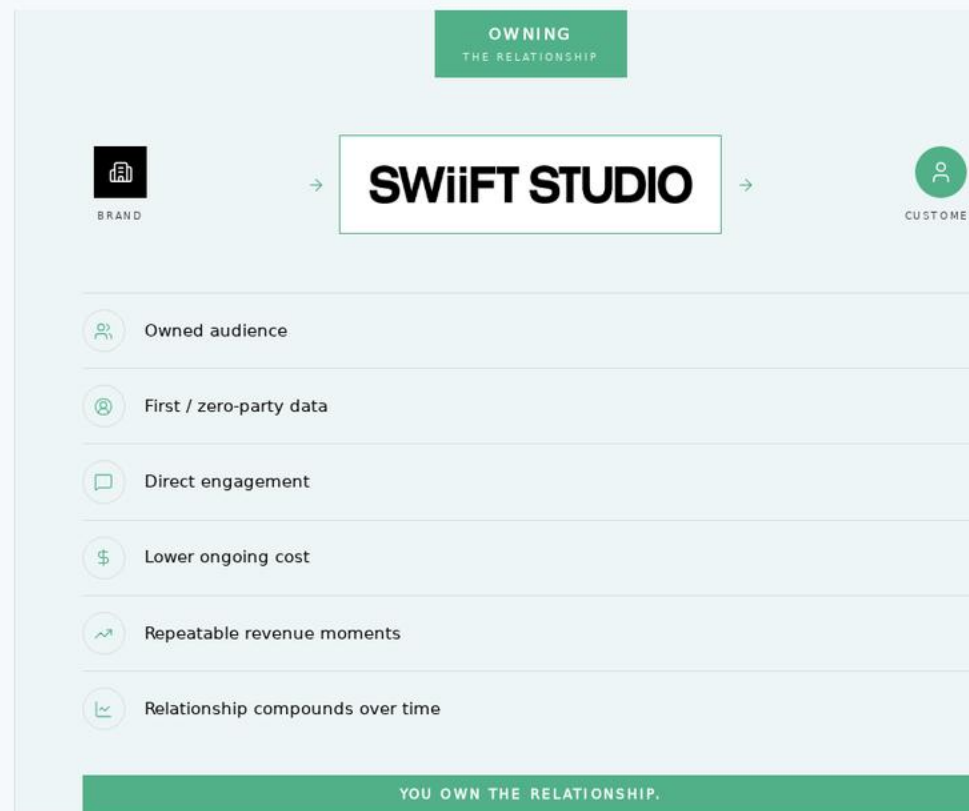 OWNING
THE RELATIONSHIP
SWiiFT STUDIO
BRAND
CUSTOME
Owned audience
First / zero-party data
Direct engagement
Lower ongoing cost
Repeatable revenue moments
Relationship compounds over time
YOU OWN THE RELATIONSHIP.